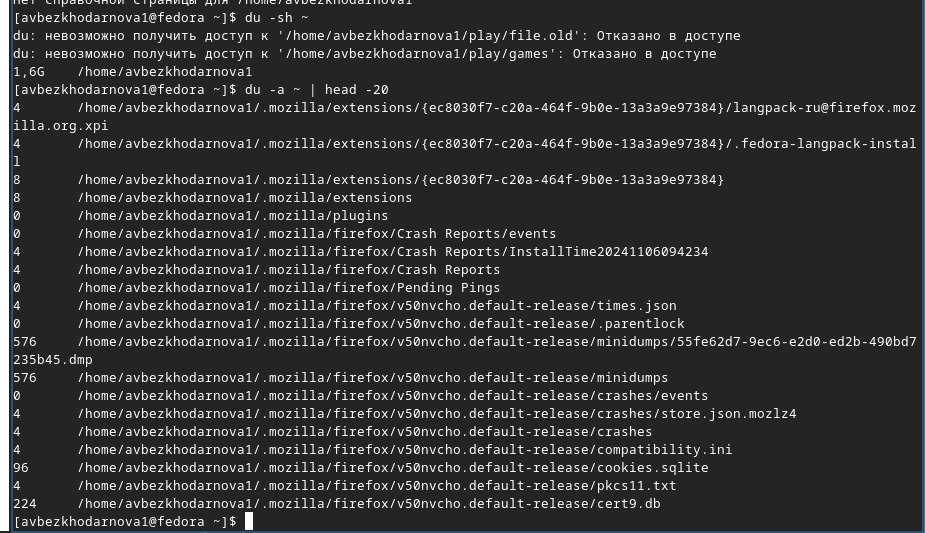 нет справочной страницы для /home/avbezkhodarnova1
[avbezkhodarnova1@fedora ~]$ du -sh ~
du: невозможно получить доступ к '/home/avbezkhodarnova1/play/file.old': Отказано в доступе
du: невозможно получить доступ к '/home/avbezkhodarnova1/play/games': Отказано в доступе
1,6G	/home/avbezkhodarnova1
[avbezkhodarnova1@fedora ~]$ du -a ~ | head -20
4	/home/avbezkhodarnova1/.mozilla/extensions/{ec8030f7-c20a-464f-9b0e-13a3a9e97384}/langpack-ru@firefox.moz
illa.org.xpi
4	/home/avbezkhodarnova1/.mozilla/extensions/{ec8030f7-c20a-464f-9b0e-13a3a9e97384}/.fedora-langpack-instal
l
8	/home/avbezkhodarnova1/.mozilla/extensions/{ec8030f7-c20a-464f-9b0e-13a3a9e97384}
8	/home/avbezkhodarnova1/.mozilla/extensions
0	/home/avbezkhodarnova1/.mozilla/plugins
0	/home/avbezkhodarnova1/.mozilla/firefox/Crash Reports/events
4	/home/avbezkhodarnova1/.mozilla/firefox/Crash Reports/InstallTime20241106094234
4	/home/avbezkhodarnova1/.mozilla/firefox/Crash Reports
0	/home/avbezkhodarnova1/.mozilla/firefox/Pending Pings
4	/home/avbezkhodarnova1/.mozilla/firefox/v50nvcho.default-release/times.json
0	/home/avbezkhodarnova1/.mozilla/firefox/v50nvcho.default-release/.parentlock
576	/home/avbezkhodarnova1/.mozilla/firefox/v50nvcho.default-release/minidumps/55fe62d7-9ec6-e2d0-ed2b-490bd7
235b45.dmp
576	/home/avbezkhodarnova1/.mozilla/firefox/v50nvcho.default-release/minidumps
0	/home/avbezkhodarnova1/.mozilla/firefox/v50nvcho.default-release/crashes/events
4	/home/avbezkhodarnova1/.mozilla/firefox/v50nvcho.default-release/crashes/store.json.mozlz4
4	/home/avbezkhodarnova1/.mozilla/firefox/v50nvcho.default-release/crashes
4	/home/avbezkhodarnova1/.mozilla/firefox/v50nvcho.default-release/compatibility.ini
96	/home/avbezkhodarnova1/.mozilla/firefox/v50nvcho.default-release/cookies.sqlite
4	/home/avbezkhodarnova1/.mozilla/firefox/v50nvcho.default-release/pkcs11.txt
224	/home/avbezkhodarnova1/.mozilla/firefox/v50nvcho.default-release/cert9.db
[avbezkhodarnova1@fedora ~]$